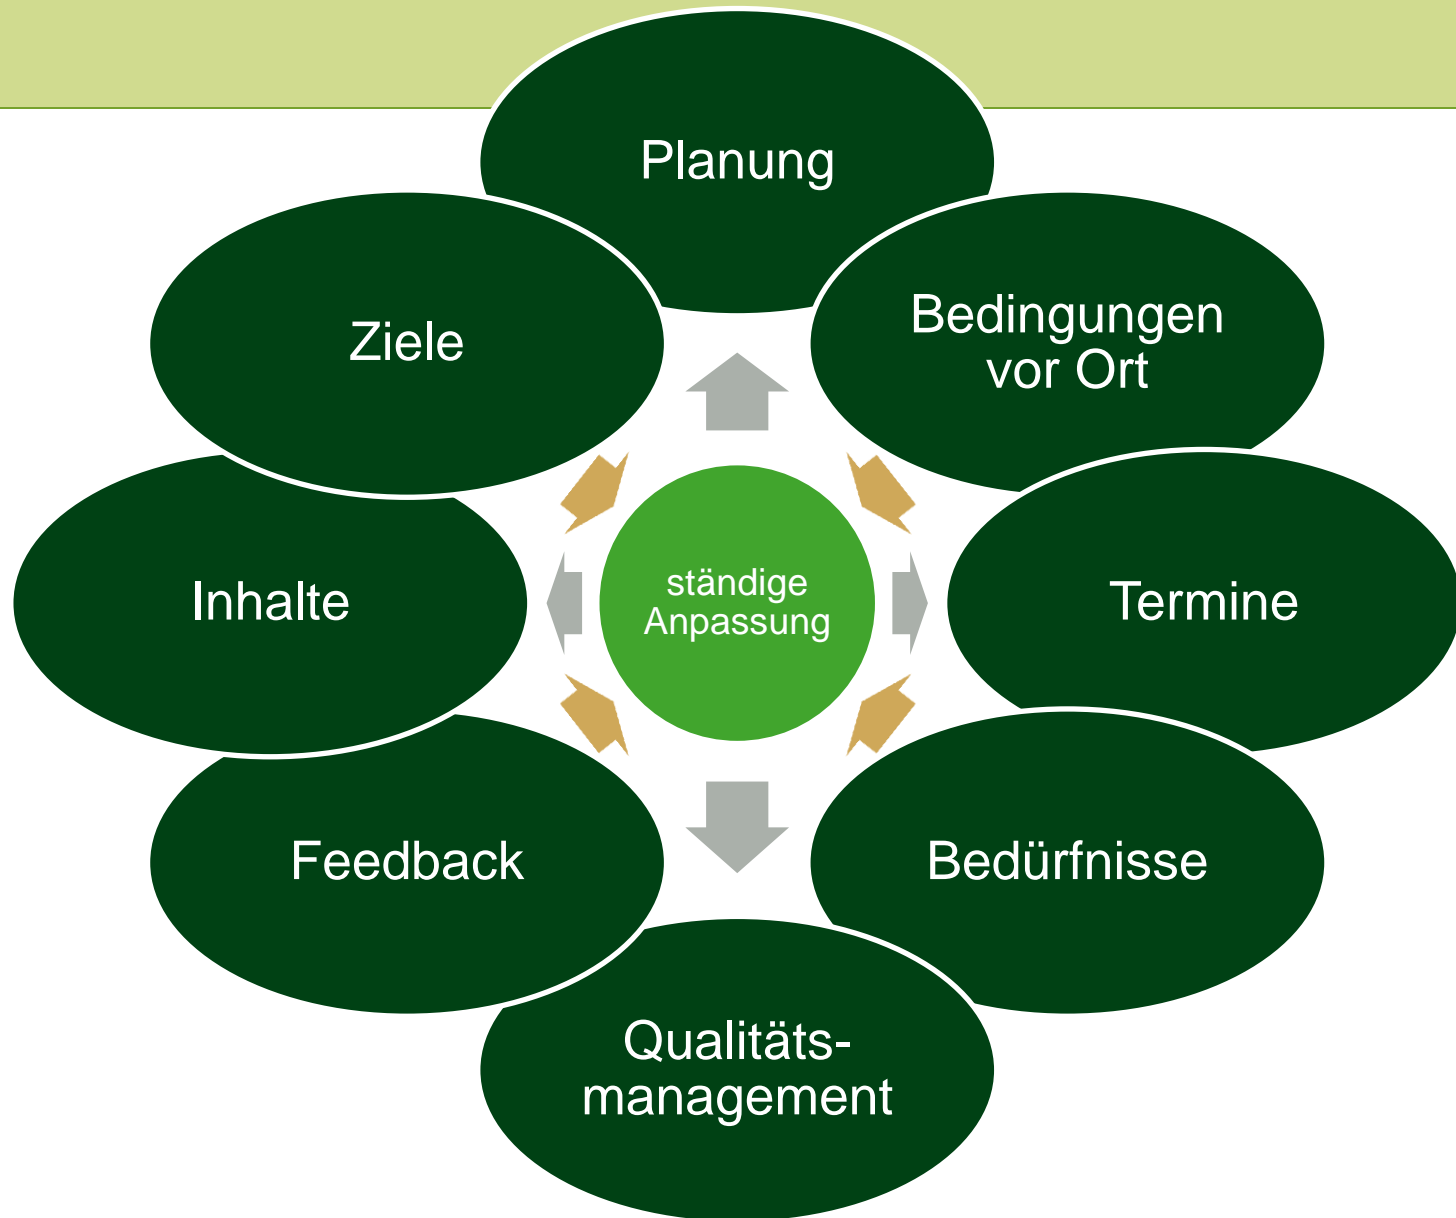 Planung
Bedingungen
vor Ort
Ziele
ständige
Anpassung
Inhalte
Termine
Feedback
Bedürfnisse
Qualitäts-
management